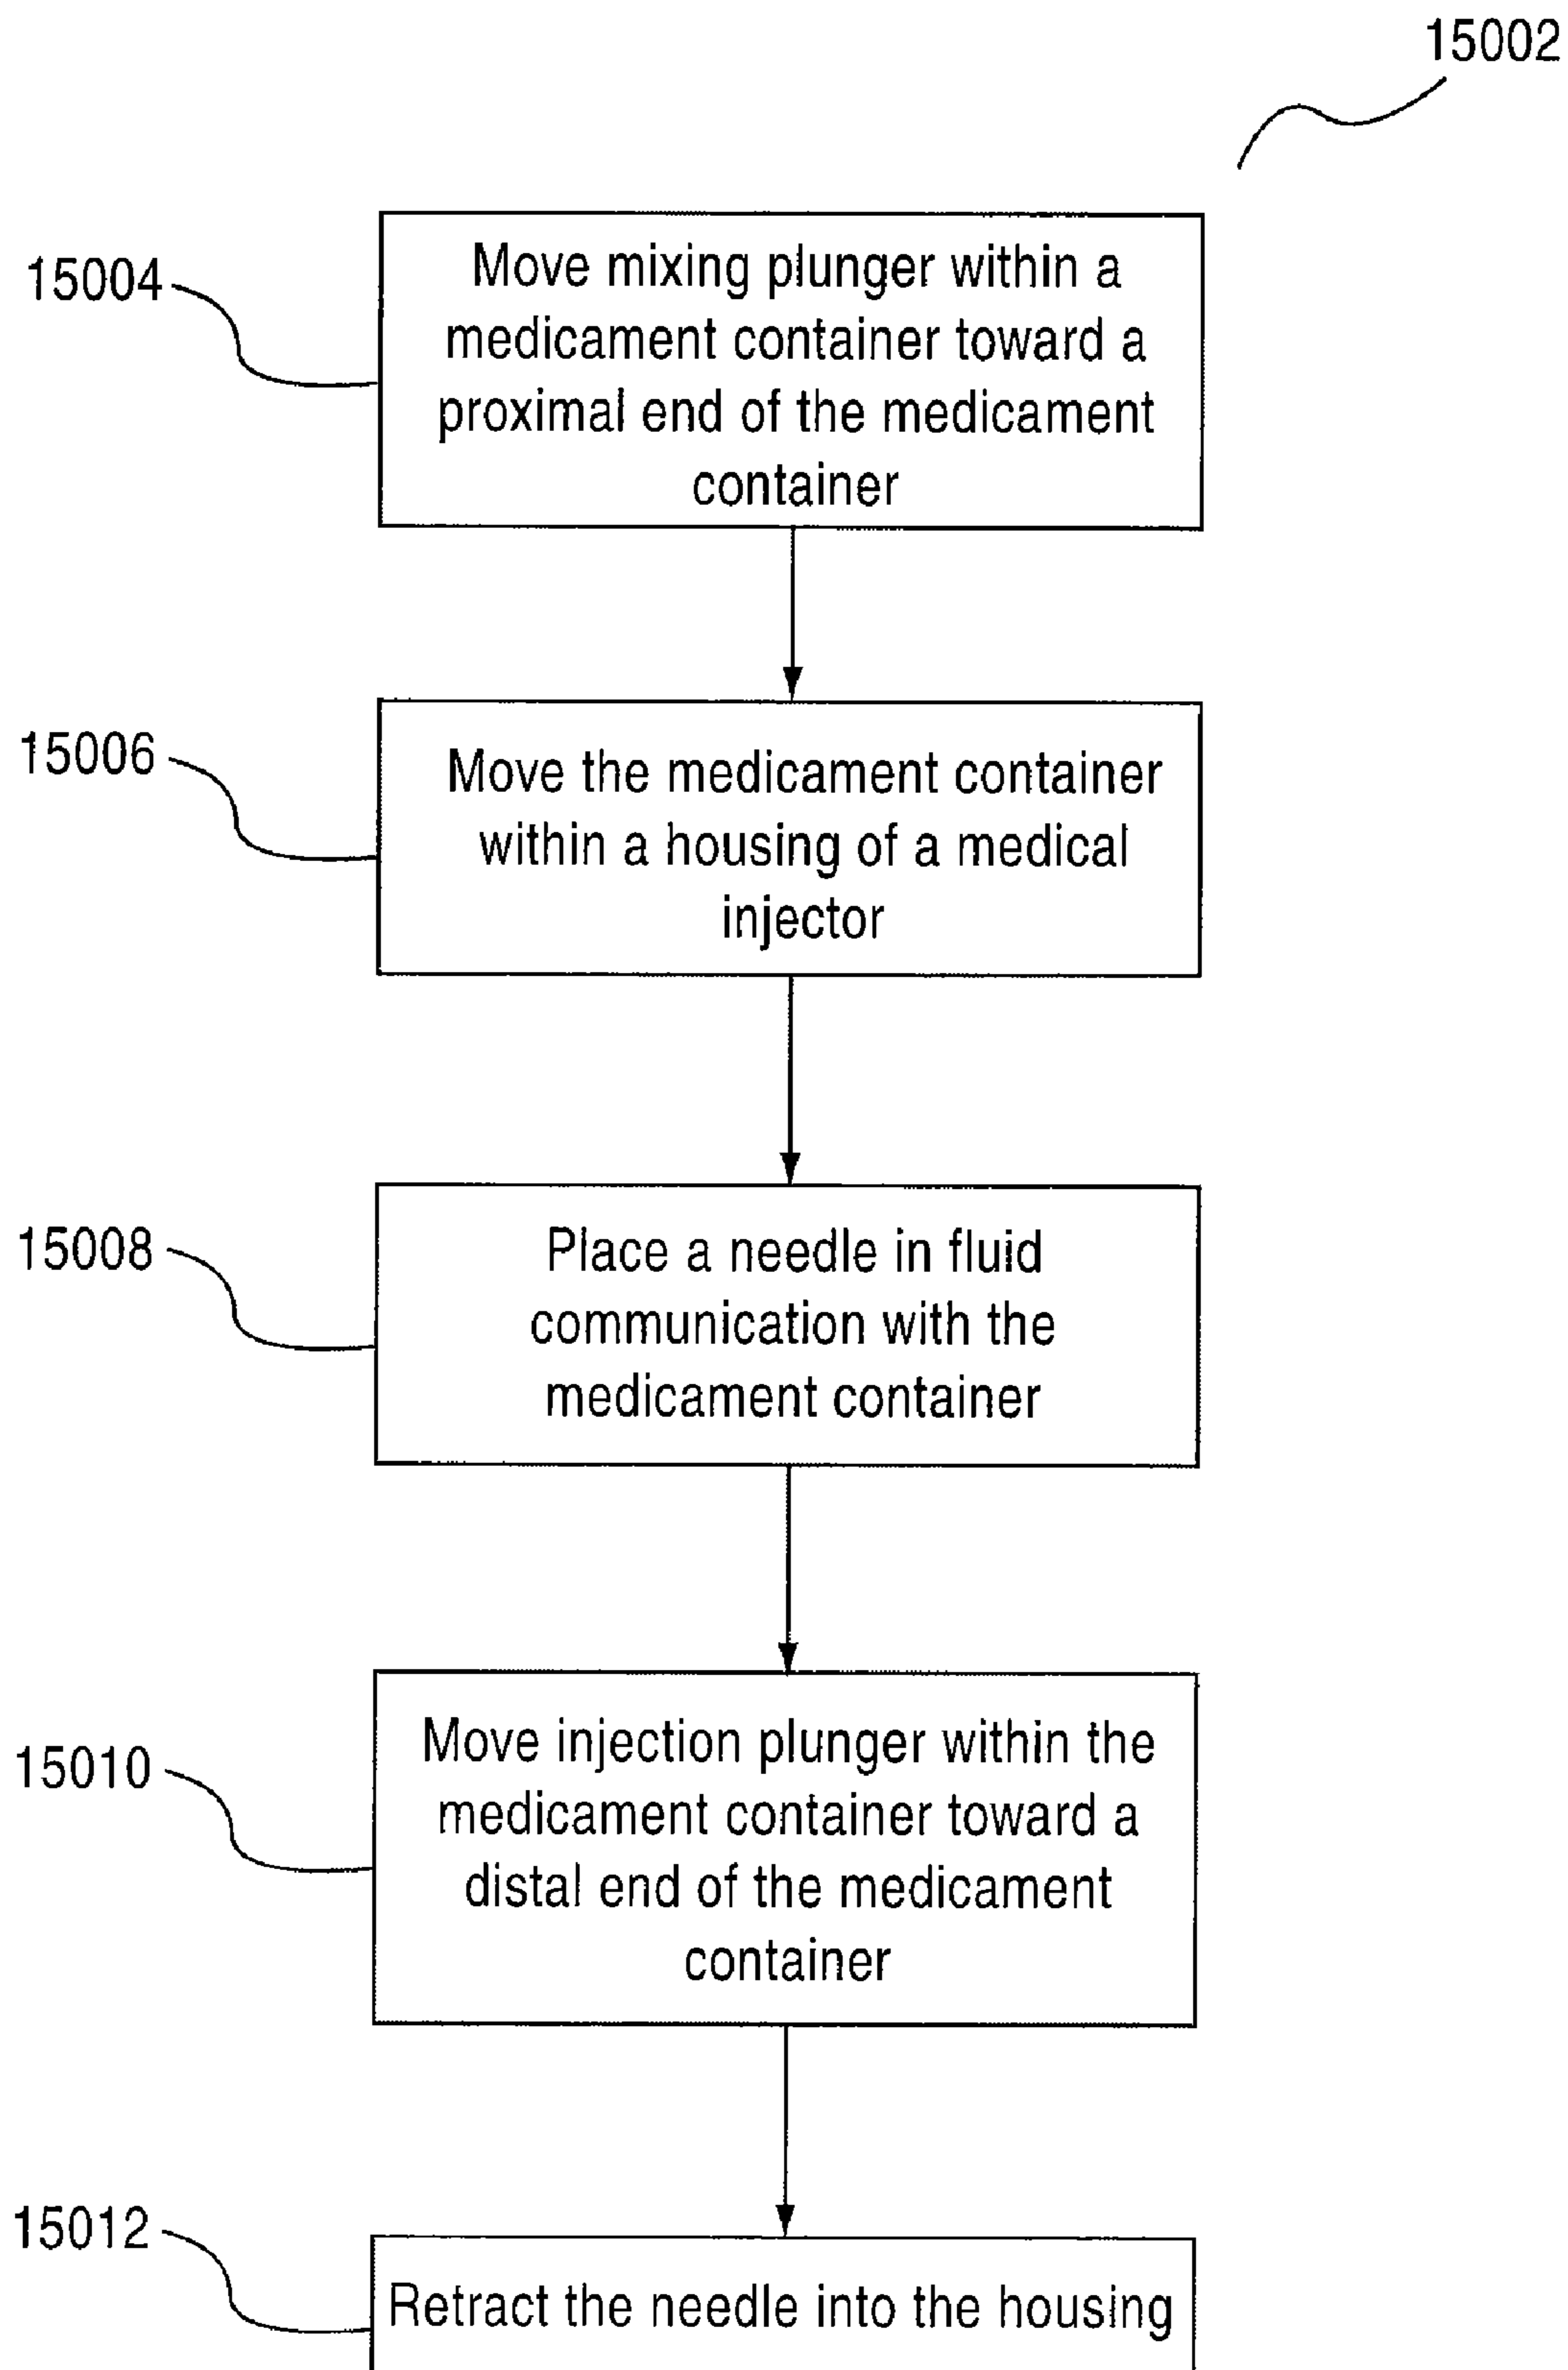 15002
15004
Move mixing plunger within a
medicament container toward a
proximal end of the medicament
container
15006
Move the medicament container
within a housing of a medical
injector
15008
Place a needle in fluid
communication with the
medicament container
15010
Move injection plunger within the
medicament container toward a
distal end of the medicament
container
15012
Retract the needle into the housing